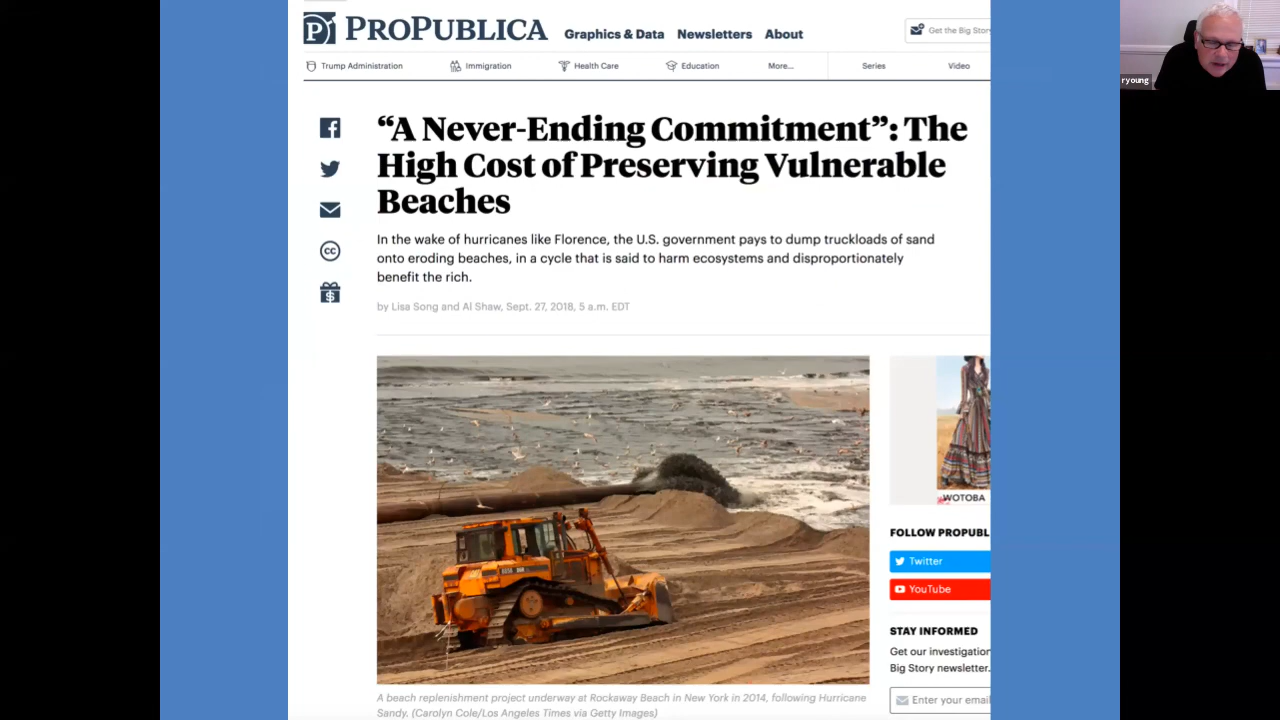 PROPUBLICA
Graphics & Data Newsletters About
Get the Big Story
Trump Administration Immigration Health Care Education More... Series Video
ryoung
“A Never-Ending Commitment”: The
High Cost of Preserving Vulnerable
Beaches
In the wake of hurricanes like Florence, the U.S. government pays to dump truckloads of sand
onto eroding beaches, in a cycle that is said to harm ecosystems and disproportionately
benefit the rich.
by Lisa Song and Al Shaw, Sept. 27, 2018, 5 a.m. EDT
WOTOBA
FOLLOW PROPUBL
Twitter
YouTube
STAY INFORMED
Get our investigation
Big Story newsletter.
Enter your email
A beach replenishment project underway at Rockaway Beach in New York in 2014, following Hurricane
Sandy. (Carolyn Cole/Los Angeles Times via Getty Images)